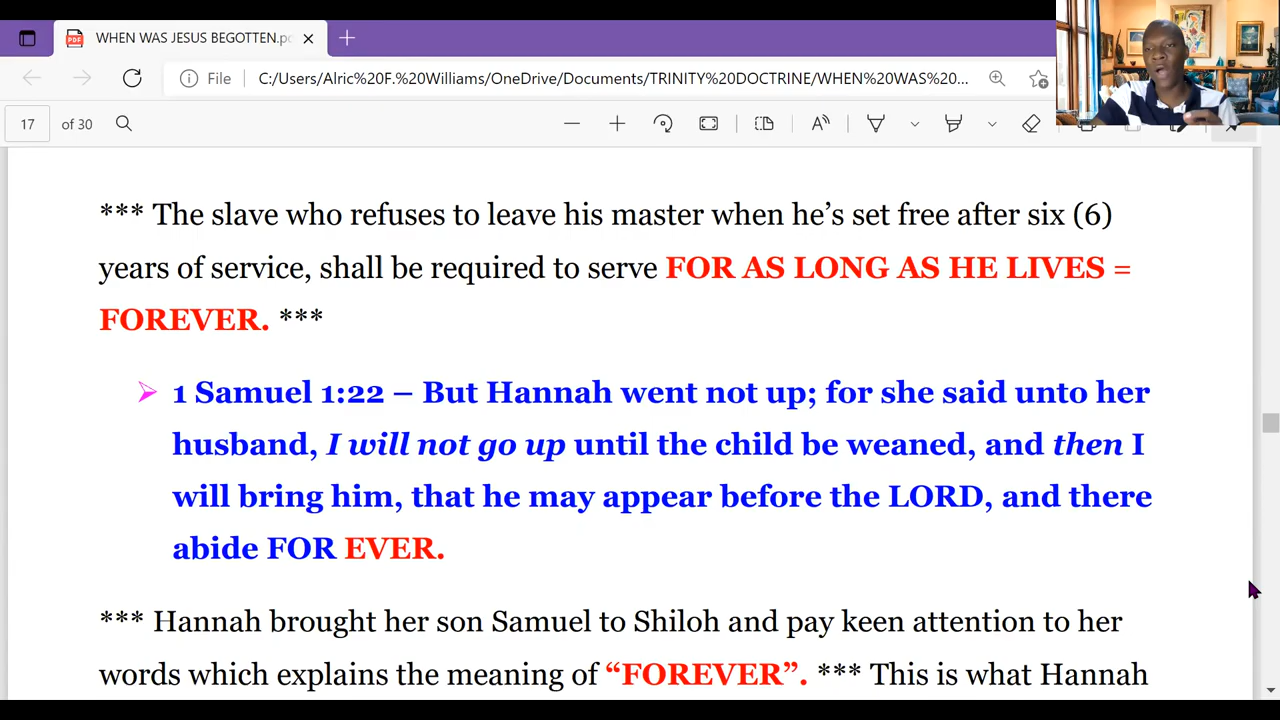 WHEN WAS JESUS BEGOTTEN.p
File C:/Users/Alric%20F.%20Williams/OneDrive/Documents/TRINITY%20DOCTRINE/WHEN%20WAS%20...
17 of 30
*** The slave who refuses to leave his master when he’s set free after six (6)
years of service, shall be required to serve FOR AS LONG AS HE LIVES =
FOREVER. ***
➢ 1 Samuel 1:22 – But Hannah went not up; for she said unto her
husband, I will not go up until the child be weaned, and then I
will bring him, that he may appear before the LORD, and there
abide FOR EVER.
*** Hannah brought her son Samuel to Shiloh and pay keen attention to her
words which explains the meaning of “FOREVER”. *** This is what Hannah